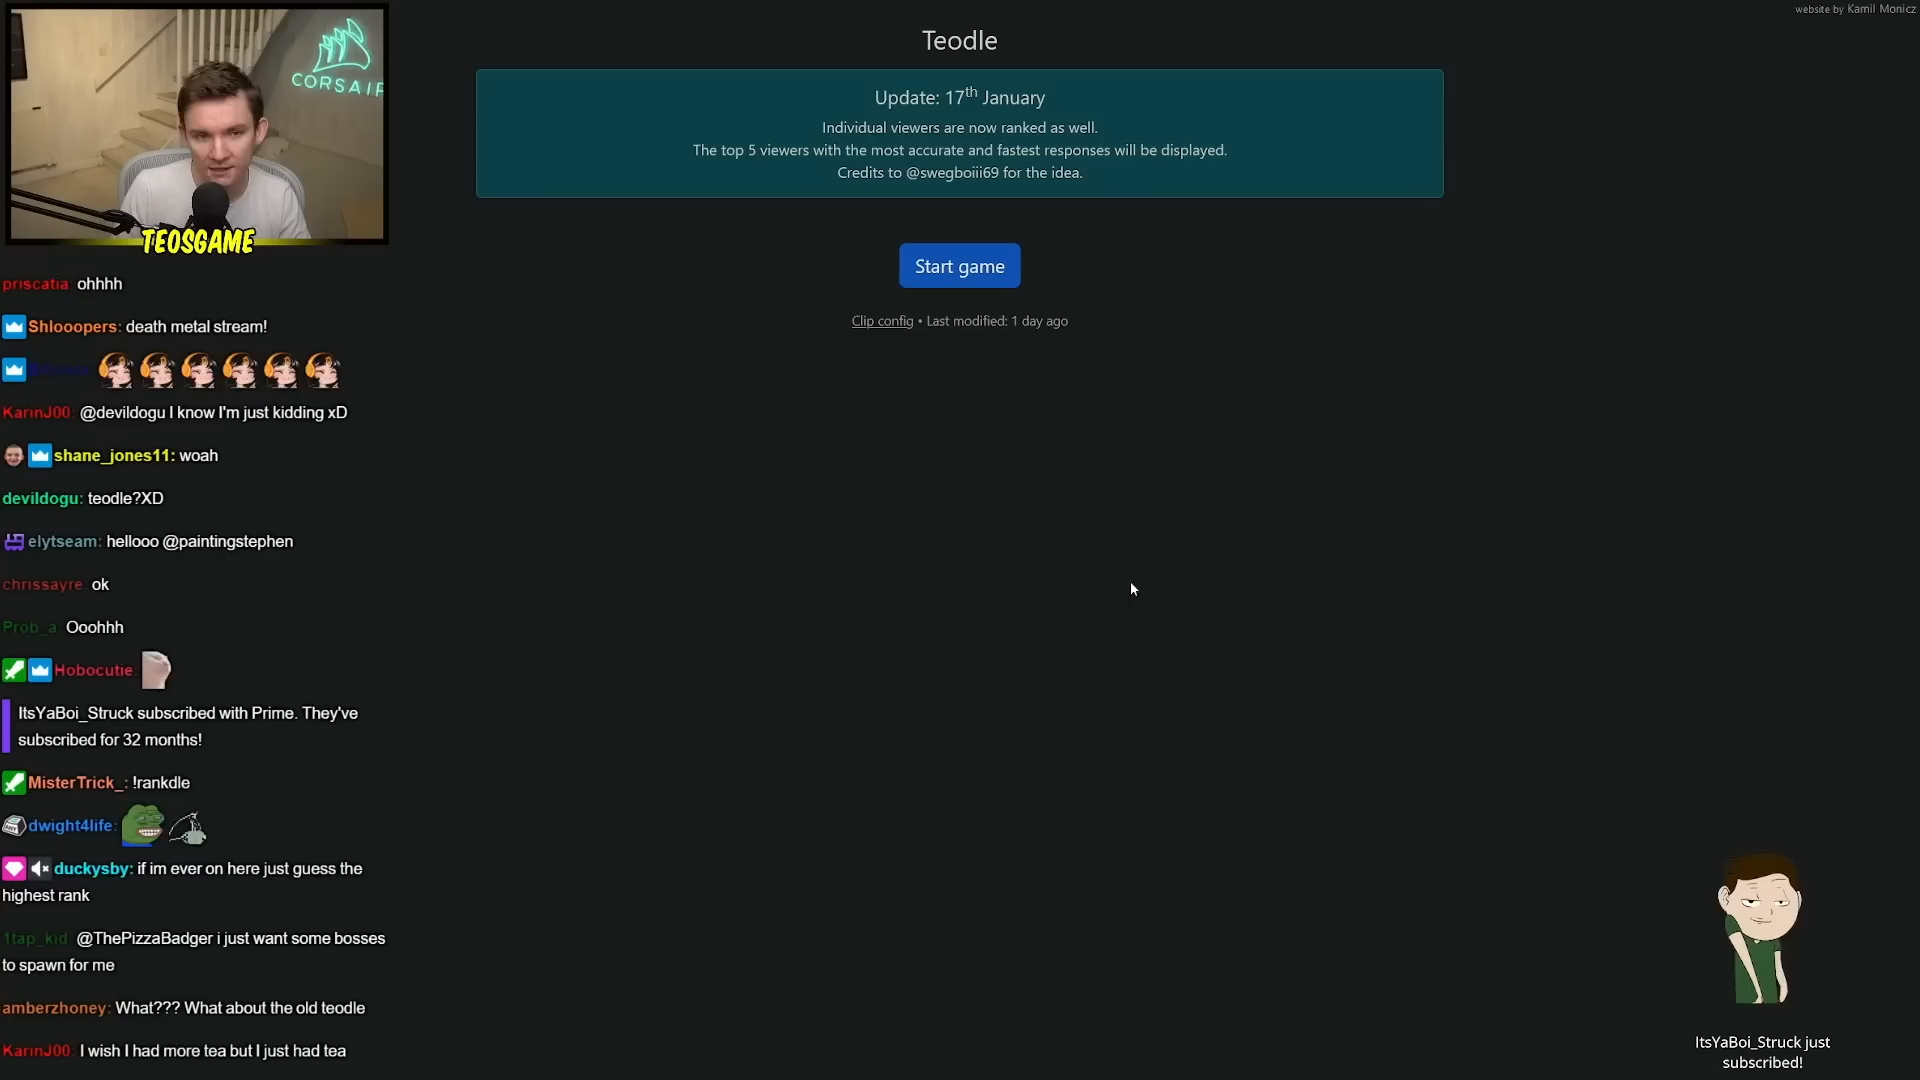 website by Kamil Monicz
Teodle
Update: 17th January
Individual viewers are now ranked as well.
The top 5 viewers with the most accurate and fastest responses will be displayed.
Credits to @swegboiii69 for the idea.
Start game
Clip config • Last modified: 1 day ago
CORSAIR
TEOSGAME
priscatia: ohhhh
Shlooopers: death metal stream!
KarinJ00: @devildogu I know I'm just kidding xD
shane_jones11: woah
devildogu: teodle?XD
elytseam: hellooo @paintingstephen
chrissayre: ok
Prob_a: Ooohhh
Hobocutie:
ItsYaBoi_Struck subscribed with Prime. They've
subscribed for 32 months!
MisterTrick_: !rankdle
dwight4life:
duckysby: if im ever on here just guess the
highest rank
1tap_kid: @ThePizzaBadger i just want some bosses
to spawn for me
amberzhoney: What??? What about the old teodle
KarinJ00: I wish I had more tea but I just had tea
ItsYaBoi_Struck just
subscribed!